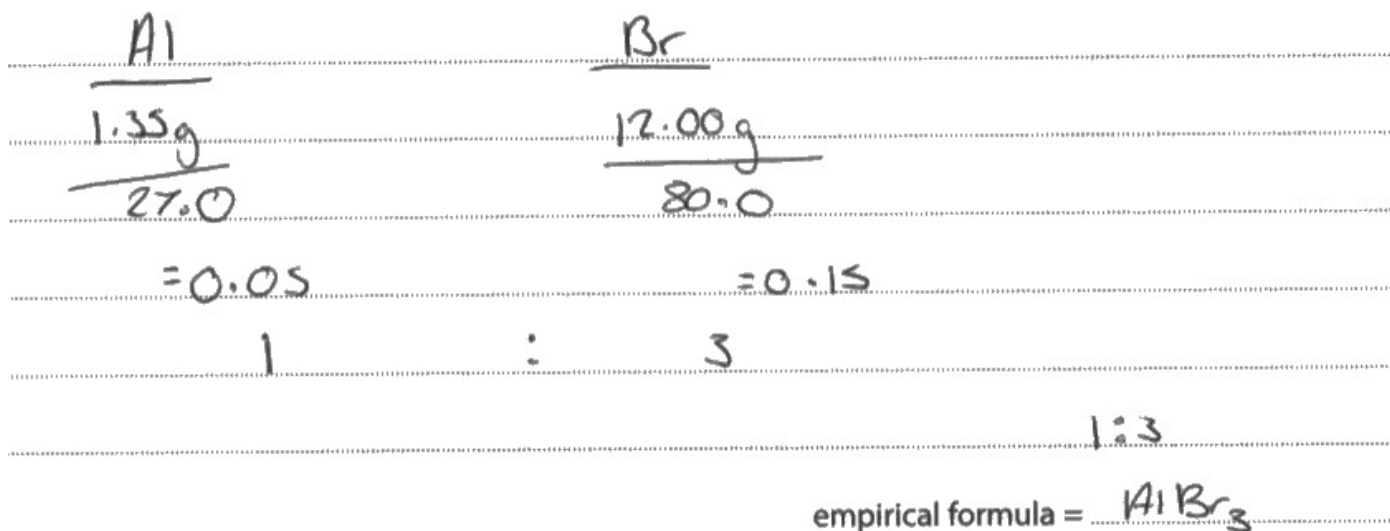 Al Br
1.35g 12.00g
27.0 80.0
=0.05 =0.15
1 : 3
1:3
empirical formula = AlBr₃